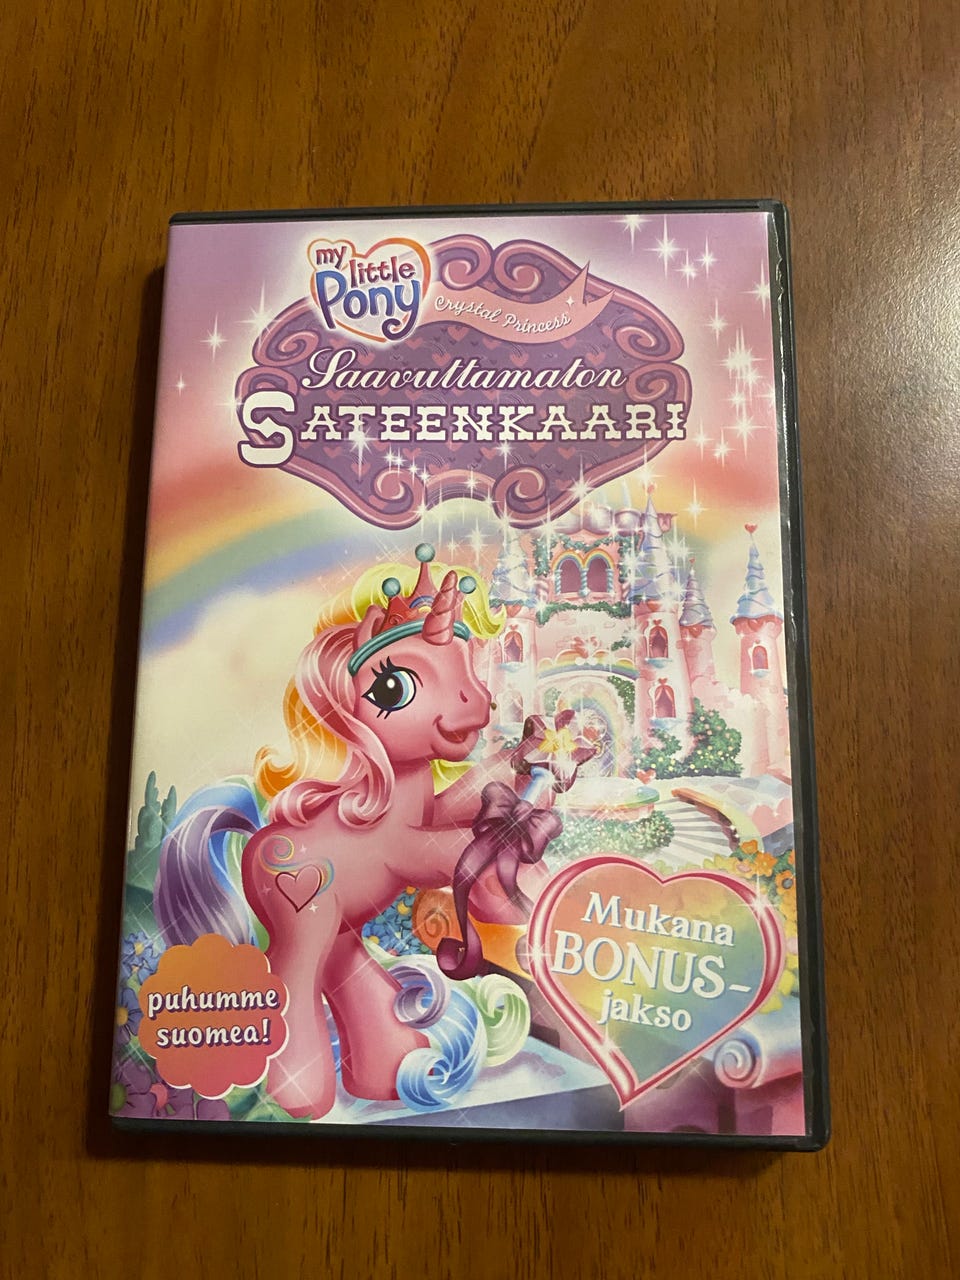 my
little
Pony
Crystal Princess
Saavuttamaton
SATEENKAARI
Mukana
BONUS-
jakso
puhumme
suomea!